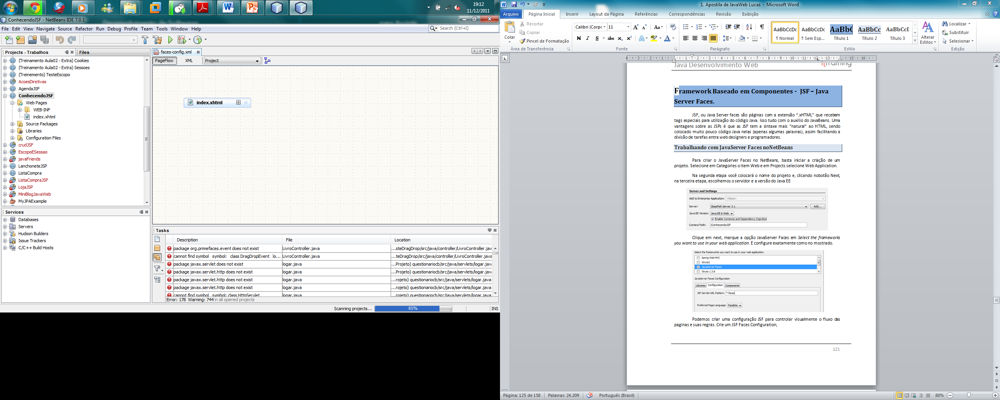 19:12
11/12/2011
ConhecendoJSF - NetBeans IDE 7.0.1
File Edit View Navigate Source Refactor Run Debug Profile Team Tools Window Help
Search (Ctrl+I)
Projects - Trabalhos
Files
(Treinamento Aula02 - Extra) Cookies
(Treinamento Aula02 - Extra) Sessoes
(Treinemento) TesteEscopo
AcoesDiretivas
AgendaJSF
ConhecendoJSF
Web Pages
WEB-INF
index.xhtml
Source Packages
Libraries
Configuration Files
crudJSF
EscopoESessao
javaFriends
LanchoneteJSP
ListaCompra
ListaCompraJSF
LojaJSP
MiniBlogJavaWeb
MyJPAExample
Services
Databases
Servers
Hudson Builders
Issue Trackers
C/C++ Build Hosts
faces-config.xml
PageFlow XML Project
index.xhtml
Tasks
Description File Location
package org.primefaces.event does not exist LivroController.java ...steDragDrop/src/java/controller/LivroController.jav
cannot find symbol symbol: class DragDropEvent lo... LivroController.java ...teDragDrop/src/java/controller/LivroController.java
package javax.servlet does not exist logar.java ...Projeto) questionariocb/src/java/servlets/logar.java
package javax.servlet.http does not exist logar.java ...Projeto) questionariocb/src/java/servlets/logar.java
package javax.servlet.http does not exist logar.java ...rojeto) questionariocb/src/java/servlets/logar.java
package javax.servlet.http does not exist logar.java ...rojeto) questionariocb/src/java/servlets/logar.java
cannot find symbol symbol: class HttpServlet logar.java ...rojeto) questionariocb/src/java/servlets/logar.java
Error: 178 Warning: 744 in all opened projects
Scanning projects... 85% INS
1. Apostila de JavaWeb Lucas - Microsoft Word
Arquivo Página Inicial Inserir Layout da Página Referências Correspondências Revisão Exibição
Colar
Recortar
Copiar
Pincel de Formatação
Área de Transferência
Calibri (Corpo 11
N I S abc x₂ x²
Fonte
Parágrafo
AaBbCcDc AaBbCcDc AaBbC AaBbCc AaBbCcI
¶ Normal ¶ Sem Esp... Título 1 Título 2 Título 3
Estilo
Alterar
Estilos
Localizar
Substituir
Selecionar
Edição
4 3 2 1 1 2 3 4 5 6 7 8 9 10 11 12 13 15 16
Java Desenvolvimento Web
Training
Framework Baseado em Componentes - JSF – Java
Server Faces.
JSF, ou Java Server faces são páginas com a extensão “.xHTML” que recebem
tags especiais para utilização do código Java. Isso tudo com o auxilio do JavaBeans. Uma
vantagens sobre as JSPs é que as JSF tem a sintaxe mais “natural” ao HTML, sendo
colocado muito pouco código Java nelas (apenas algumas palavras), assim facilitando a
divisão de tarefas entra web designers e programadores.
Trabalhando com JavaServer Faces noNetBeans
Para criar o JavaServer Faces no NetBeans, basta iniciar a criação de um
projeto. Selecione em Categories o item Web e em Projects selecione Web Application.
Na segunda etapa você colocará o nome do projeto e, clicando nobotão Next,
na terceira etapa, escolhemos o servidor e a versão do Java EE
Server and Settings
Add to Enterprise Application: <None>
Server: GlassFish Server 3.1 Add...
Java EE Version: Java EE 6 Web
Enable Contexts and Dependency Injection
Context Path: /ConhecendoJSF
Clique em next, marque a opção JavaServer Faces em Select the frameworks
you want to use in your web application. E configure exatamente como no mostrado.
Select the frameworks you want to use in your web application.
Spring Web MVC
Struts2
JavaServer Faces
Struts 1.3.8
JavaServer Faces Configuration
Libraries Configuration Components
JSF Servlet URL Pattern: *.faces
Preferred Page Language: Facelets
Podemos criar uma configuração JSF para controlar visualmente o fluxo das
paginas e suas regras. Crie um JSF Faces Configuration;
121
Página: 125 de 158 Palavras: 24.209 Português (Brasil) 80%